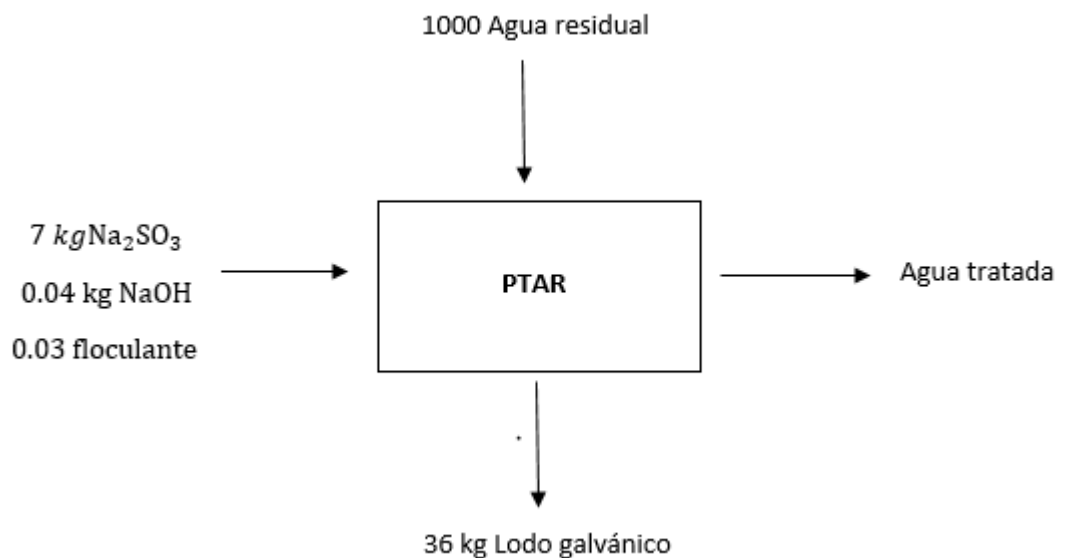 1000 Agua residual
7 kgNa₂SO₃
0.04 kg NaOH
0.03 floculante
PTAR
Agua tratada
36 kg Lodo galvánico